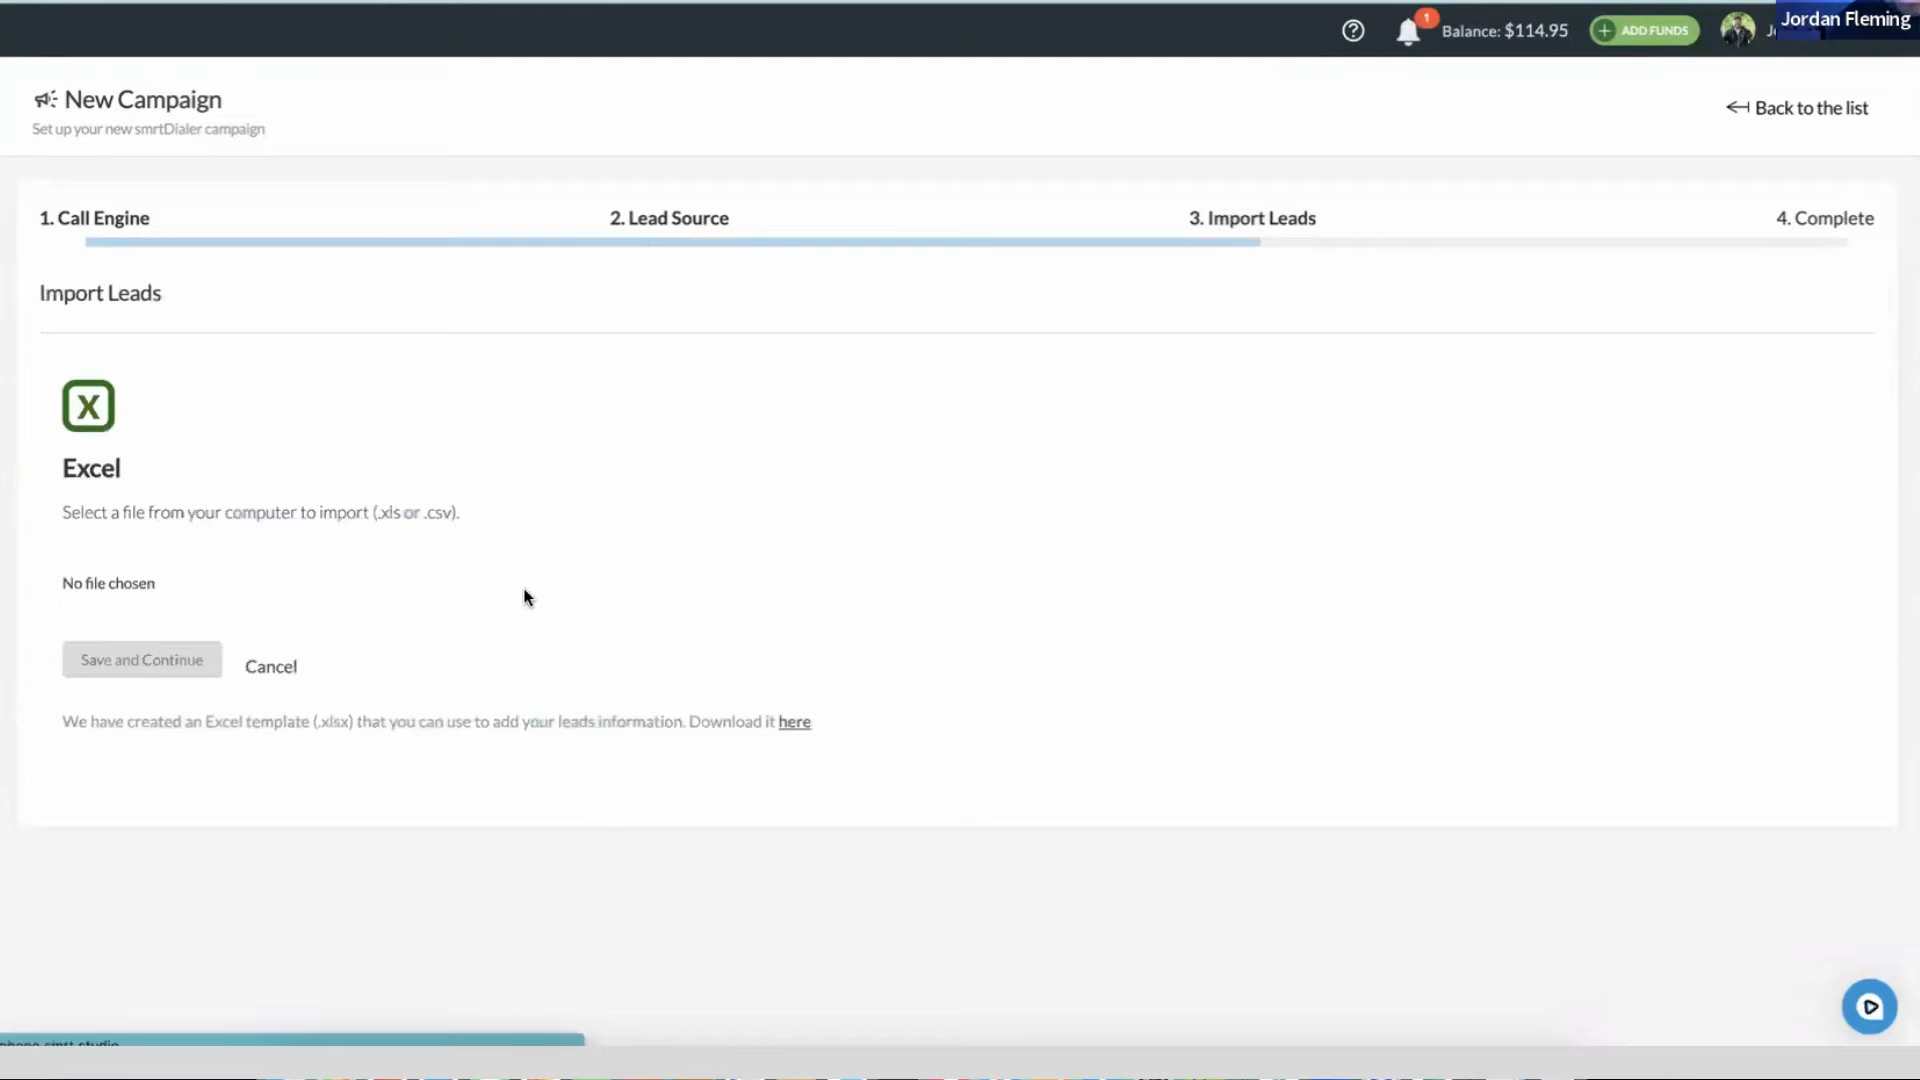 Jordan Fleming
1
Balance: $114.95
ADD FUNDS
New Campaign
Set up your new smrtDialer campaign
Back to the list
1. Call Engine
2. Lead Source
3. Import Leads
4. Complete
Import Leads
X
Excel
Select a file from your computer to import (.xls or .csv).
No file chosen
Save and Continue
Cancel
We have created an Excel template (.xlsx) that you can use to add your leads information. Download it here